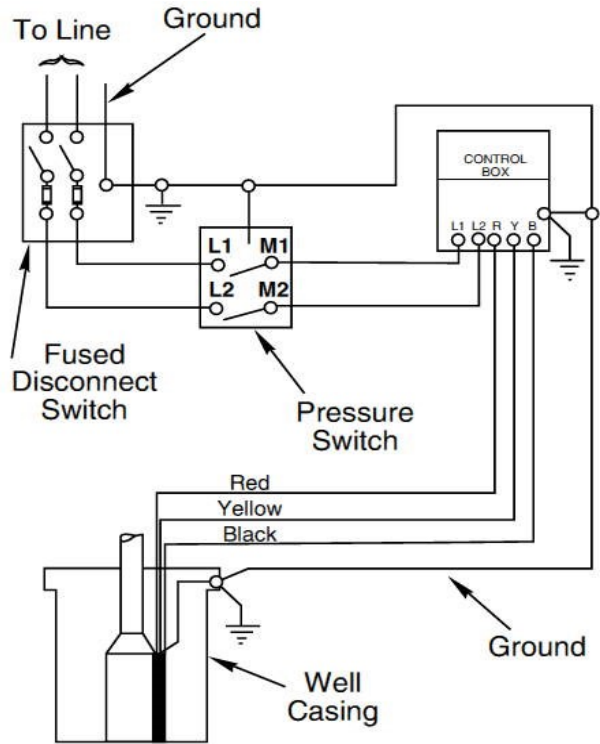 To Line
Ground
CONTROL
BOX
L1 L2 R Y B
L1 M1
L2 M2
Fused
Disconnect
Switch
Pressure
Switch
Red
Yellow
Black
Ground
Well
Casing